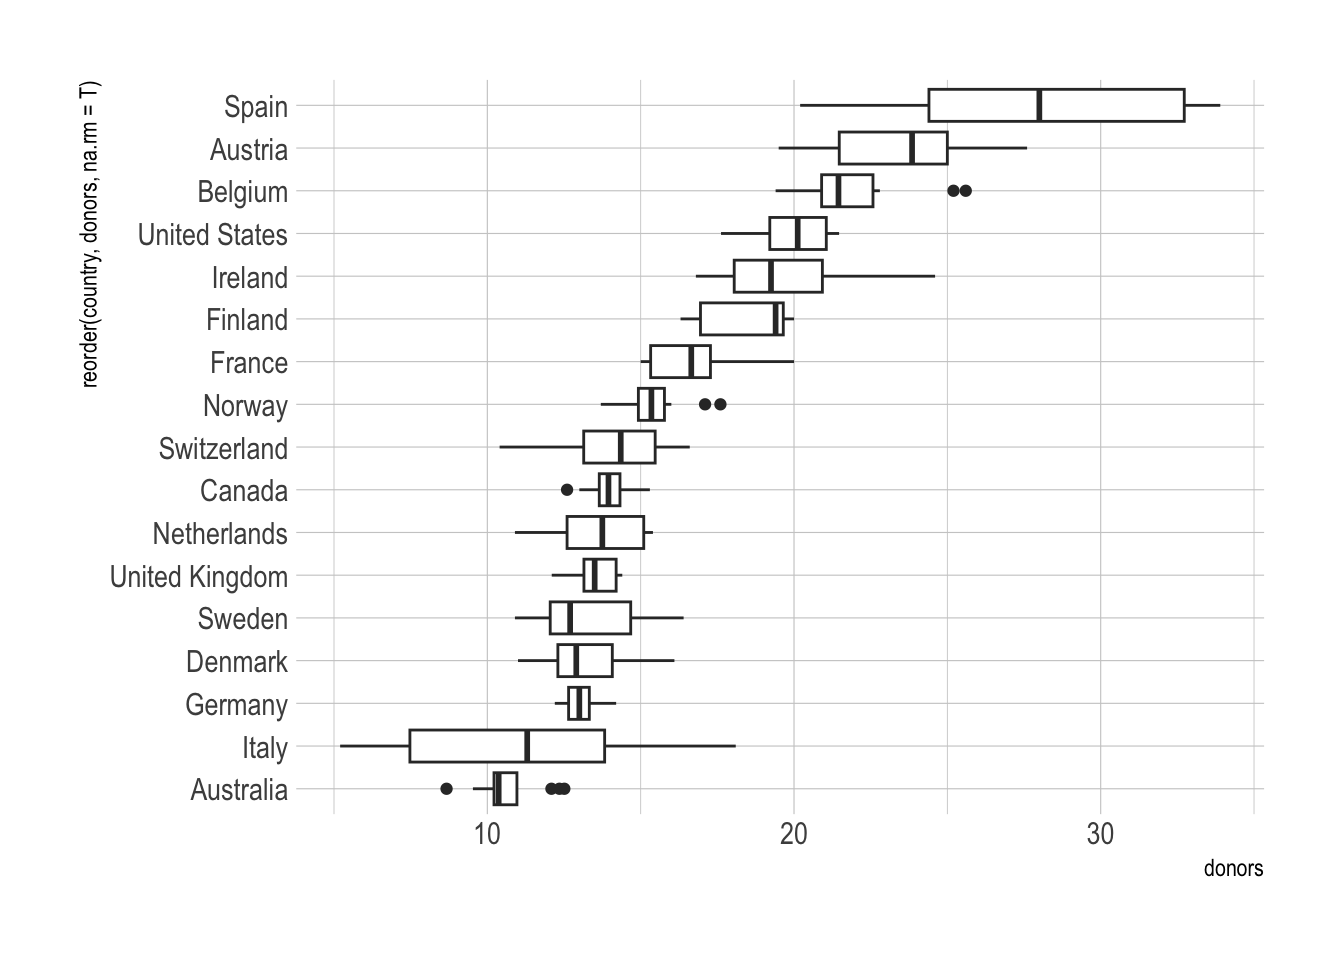 reorder(country, donors, na.rm = T)
Spain
Austria
Belgium
United States
Ireland
Finland
France
Norway
Switzerland
Canada
Netherlands
United Kingdom
Sweden
Denmark
Germany
Italy
Australia
10 20 30
donors